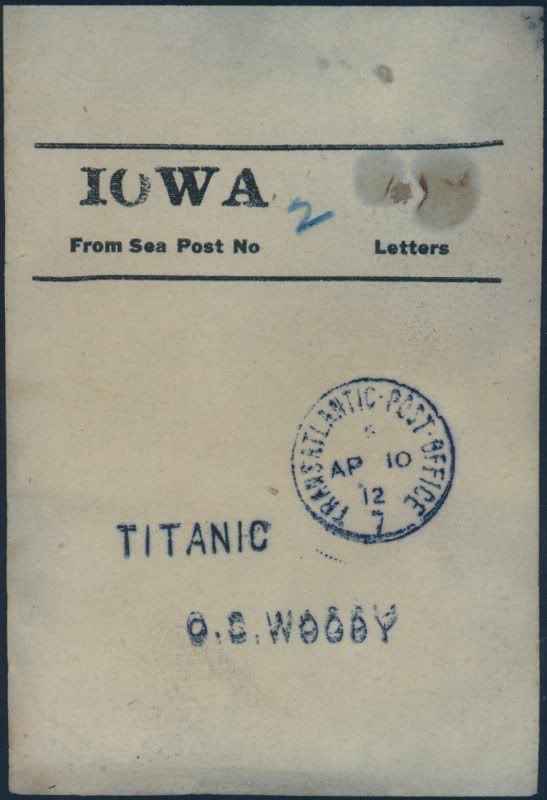 IOWA
2
From Sea Post No Letters
TRANSATLANTIC·POST·OFFICE
AP 10
12
7
TITANIC
O.S.WOODY